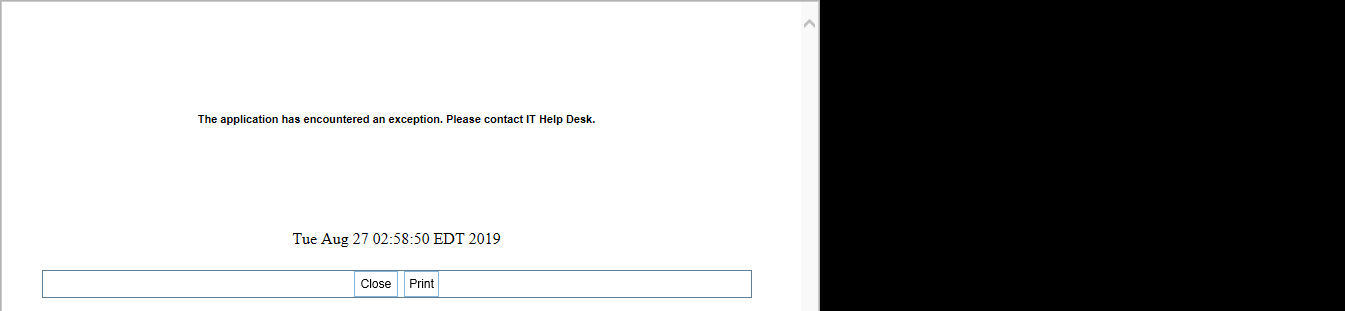 The application has encountered an exception. Please contact IT Help Desk.
Tue Aug 27 02:58:50 EDT 2019
Close Print